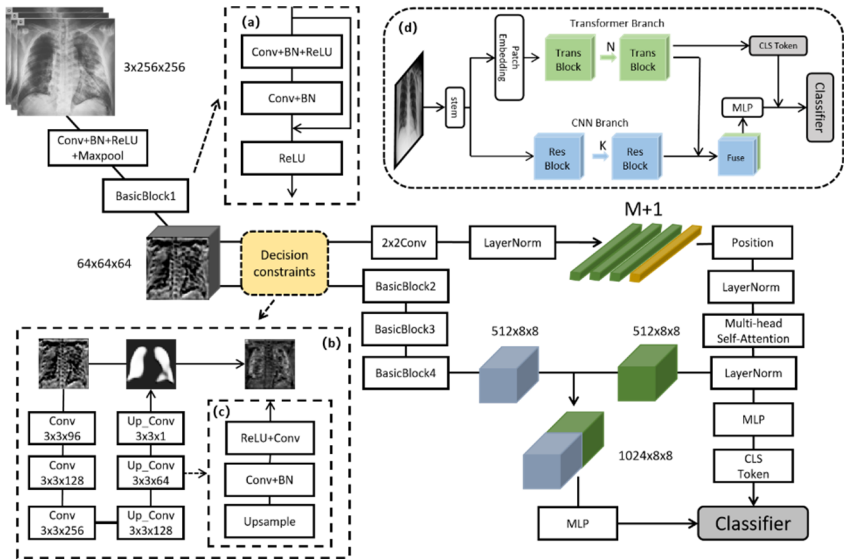 3x256x256
Conv+BN+ReLU
+Maxpool
BasicBlock1
64x64x64
(a)
Conv+BN+ReLU
Conv+BN
ReLU
(d)
Transformer Branch
stem
Patch
Embedding
Trans
Block
N
Trans
Block
CLS Token
CNN Branch
Res
Block
K
Res
Block
Fuse
MLP
Classifier
Decision
constraints
2x2Conv
LayerNorm
M+1
Position
LayerNorm
Multi-head
Self-Attention
LayerNorm
MLP
CLS
Token
Classifier
BasicBlock2
BasicBlock3
BasicBlock4
512x8x8
512x8x8
1024x8x8
MLP
(b)
Conv
3x3x96
Conv
3x3x128
Conv
3x3x256
Up_Conv
3x3x1
Up_Conv
3x3x64
Up_Conv
3x3x128
(c)
ReLU+Conv
Conv+BN
Upsample